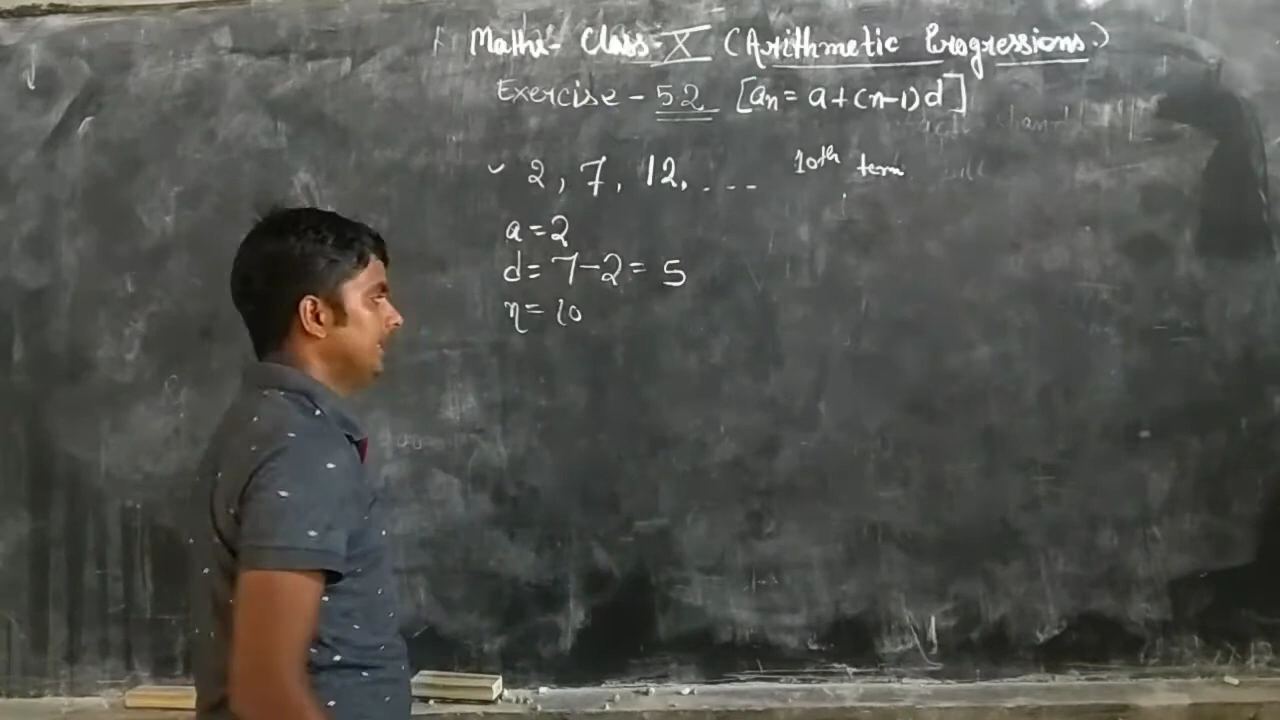 Maths- Class-X (Arithmetic Progressions.)
Exercise - 5.2 [an = a+(n-1)d]
2, 7, 12, .... 10th term
a = 2
d = 7-2 = 5
n = 10